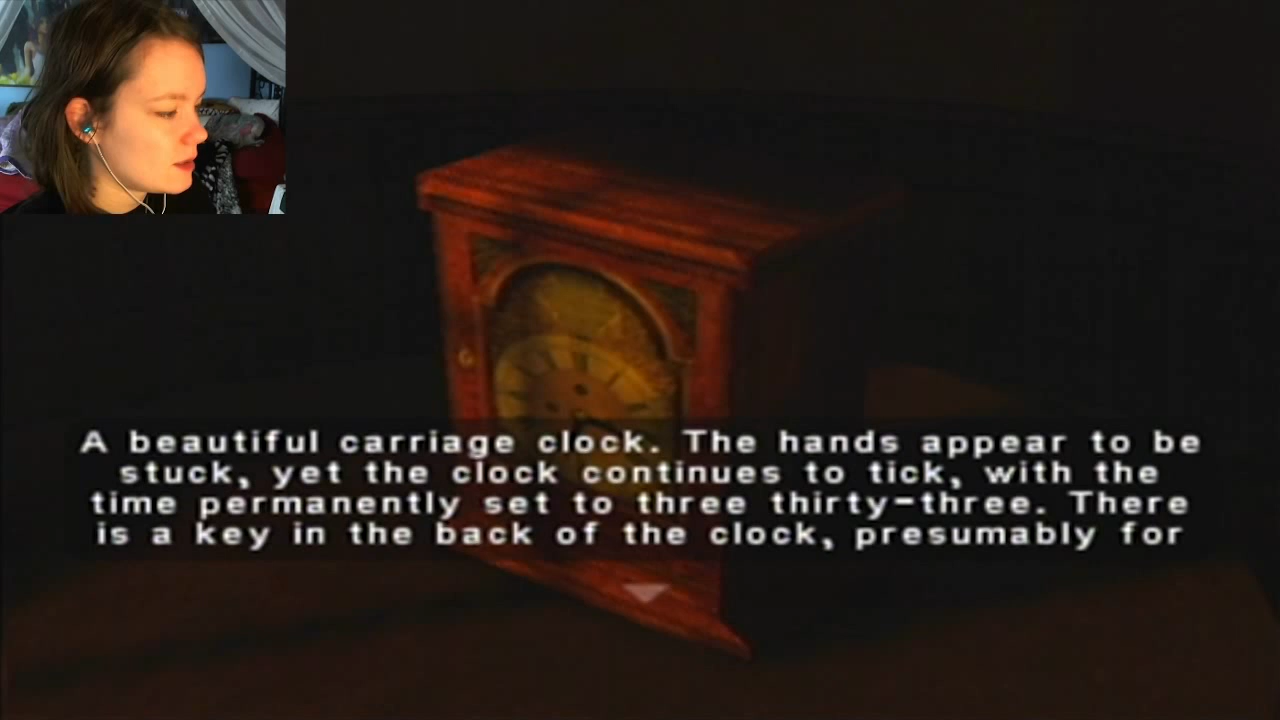 A beautiful carriage clock. The hands appear to be
stuck, yet the clock continues to tick, with the
time permanently set to three thirty-three. There
is a key in the back of the clock, presumably for